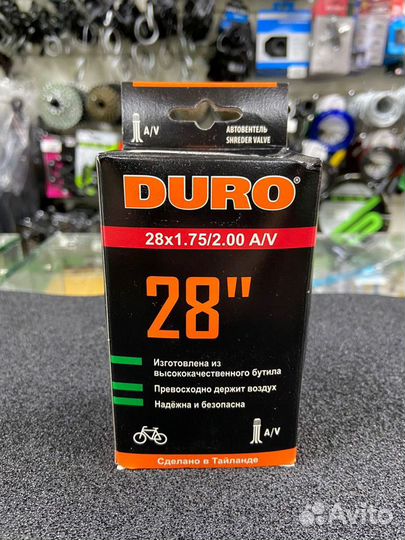 A/V
АВТОВЕНТЕЛЬ
SHREDER VALVE
DURO®
28x1.75/2.00 A/V
28"
Изготовлена из
высококачественного бутила
Превосходно держит воздух
Надёжна и безопасна
A/V
Сделано в Тайланде
Avito